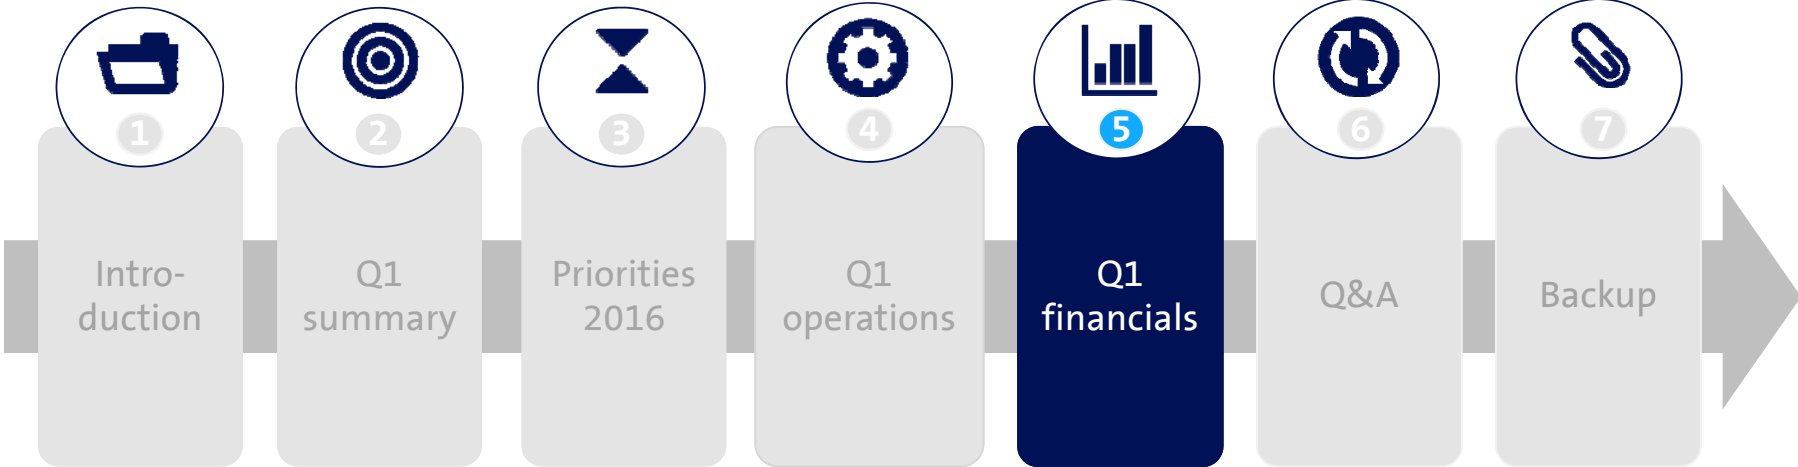 1
Intro-
duction
2
Q1
summary
3
Priorities
2016
4
Q1
operations
5
Q1
financials
6
Q&A
7
Backup